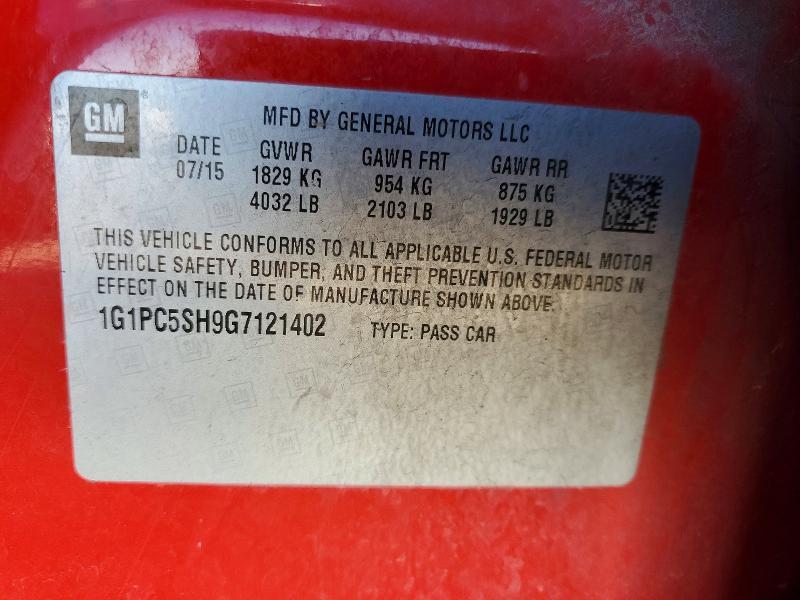 GM
MFD BY GENERAL MOTORS LLC
DATE GVWR GAWR FRT GAWR RR
07/15 1829 KG 954 KG 875 KG
4032 LB 2103 LB 1929 LB
THIS VEHICLE CONFORMS TO ALL APPLICABLE U.S. FEDERAL MOTOR
VEHICLE SAFETY, BUMPER, AND THEFT PREVENTION STANDARDS IN
EFFECT ON THE DATE OF MANUFACTURE SHOWN ABOVE.
1G1PC5SH9G7121402 TYPE: PASS CAR